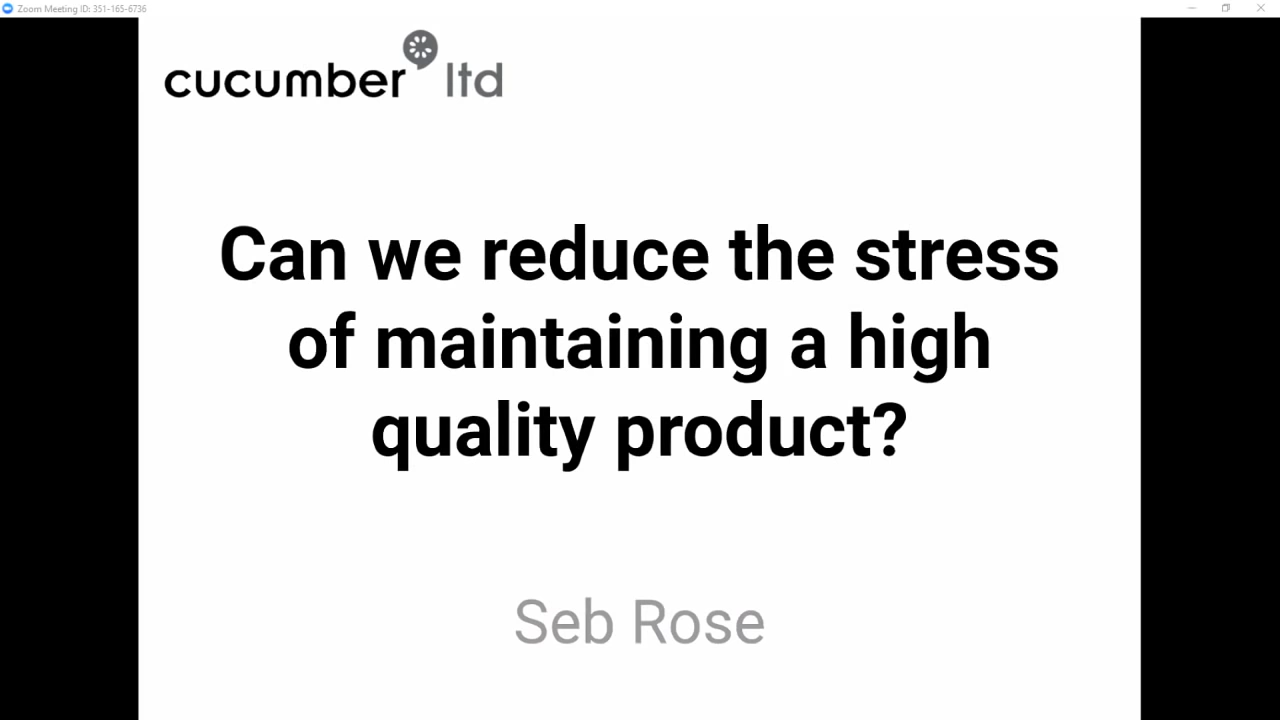 Zoom Meeting ID: 351-165-6736
cucumber ltd
Can we reduce the stress
of maintaining a high
quality product?
Seb Rose